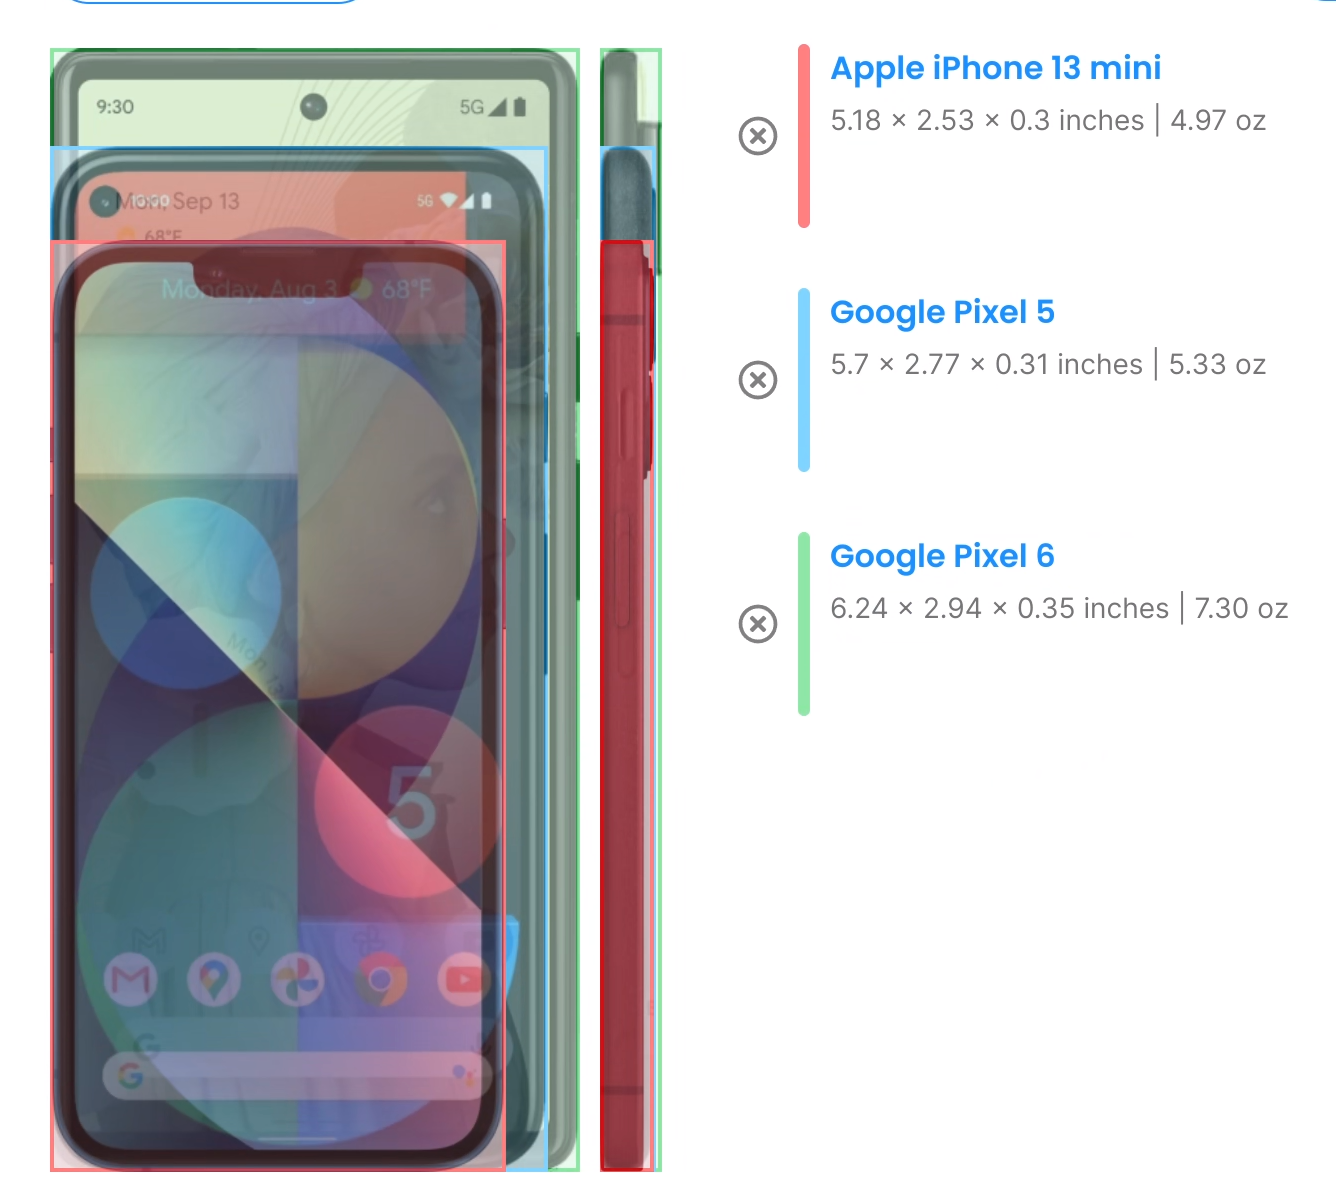 9:30
5G
Mon, Sep 13
10:00
5G
68°F
Monday, Aug 3
68°F
Mon 13
5
G
G
Apple iPhone 13 mini
5.18 × 2.53 × 0.3 inches | 4.97 oz
Google Pixel 5
5.7 × 2.77 × 0.31 inches | 5.33 oz
Google Pixel 6
6.24 × 2.94 × 0.35 inches | 7.30 oz